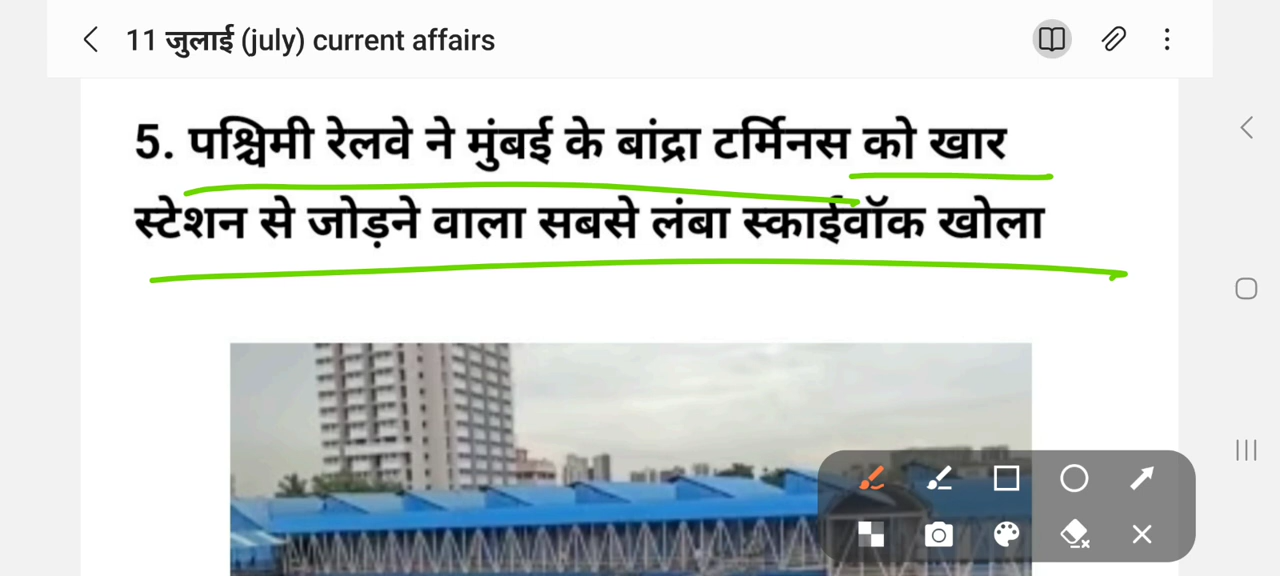 11 जुलाई (july) current affairs
5. पश्चिमी रेलवे ने मुंबई के बांद्रा टर्मिनस को खार
स्टेशन से जोड़ने वाला सबसे लंबा स्काईवॉक खोला